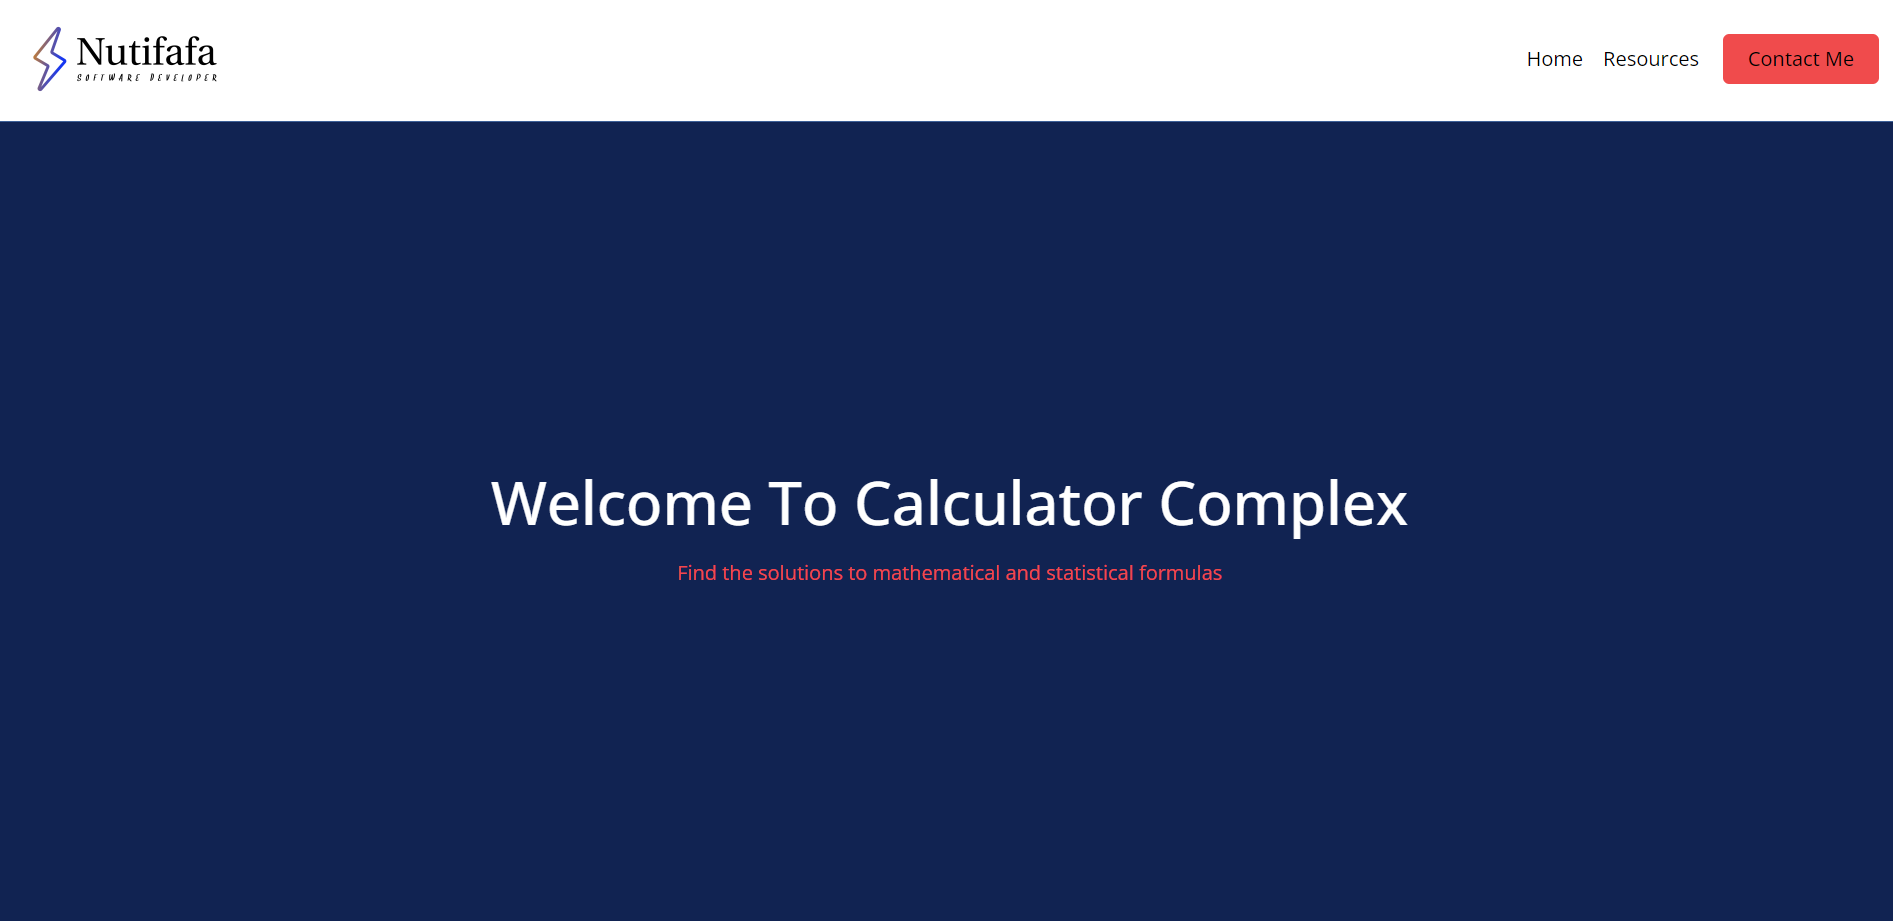 Nutifafa
SOFTWARE DEVELOPER
Home Resources Contact Me
Welcome To Calculator Complex
Find the solutions to mathematical and statistical formulas